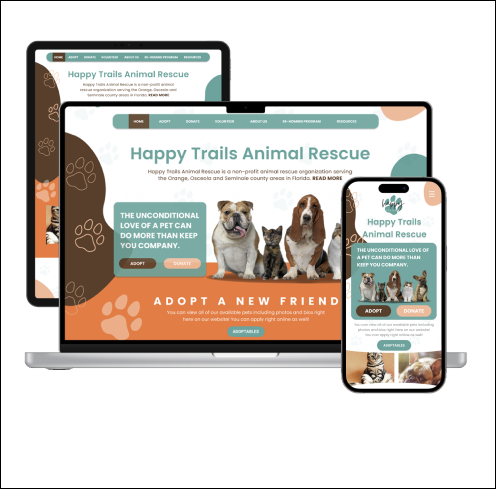 HOME ADOPT DONATE VOLUNTEER ABOUT US RE-HOMING PROGRAM RESOURCES
Happy Trails Animal Rescue
Happy Trails Animal Rescue is a non-profit animal
rescue organization serving the Orange, Osceola and
Seminole county areas in Florida. READ MORE
HOME ADOPT DONATE VOLUNTEER ABOUT US RE-HOMING PROGRAM RESOURCES
Happy Trails Animal Rescue
Happy Trails Animal Rescue is a non-profit animal rescue organization serving
the Orange, Osceola and Seminole county areas in Florida. READ MORE
THE UNCONDITIONAL
LOVE OF A PET CAN
DO MORE THAN KEEP
YOU COMPANY.
ADOPT DONATE
ADOPT A NEW FRIEND
You can view all of our available pets including photos and bios right
here on our website! You can apply right online as well!
ADOPTABLES
Happy Trails
Animal Rescue
THE UNCONDITIONAL LOVE OF
A PET CAN DO MORE THAN
KEEP YOU COMPANY.
ADOPT DONATE
You can view all of our available pets including
photos and bios right here on our website!
You can apply right online as well!
ADOPTABLES